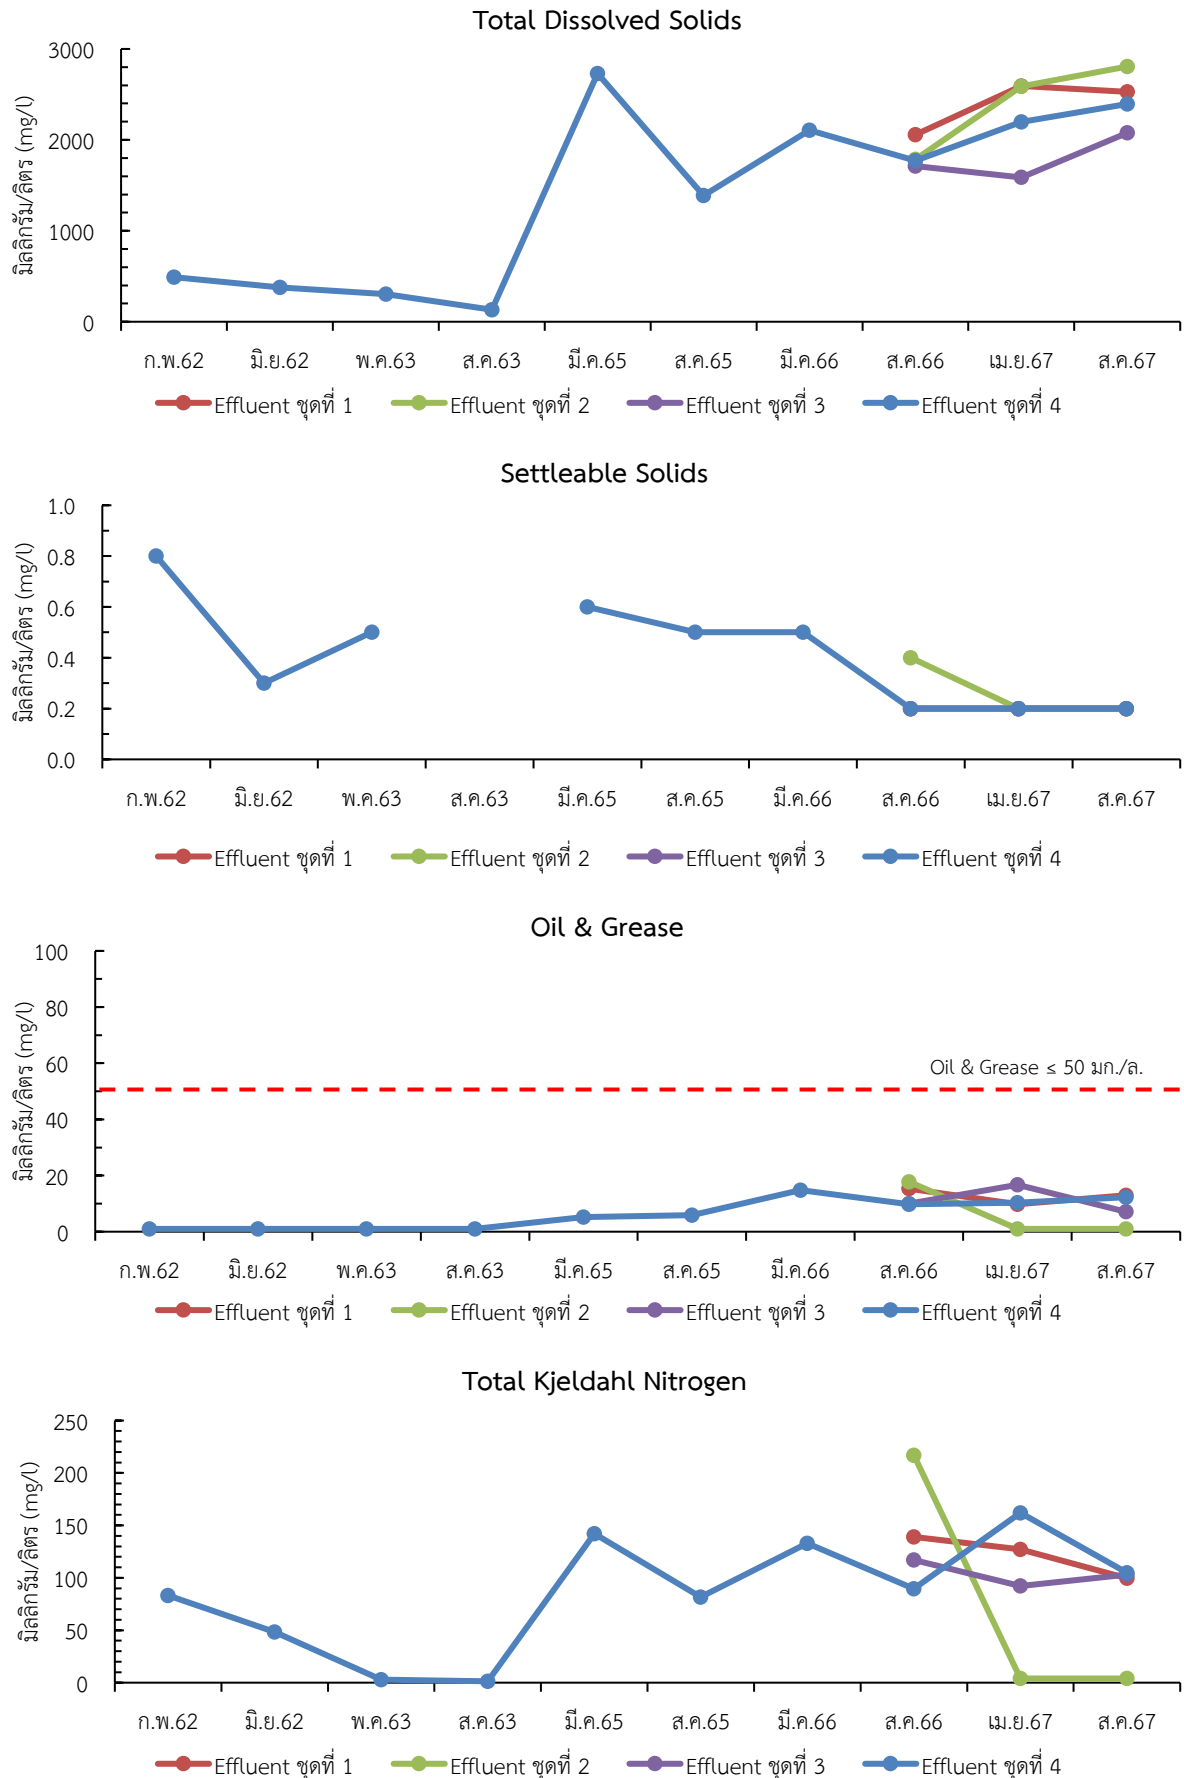 Total Dissolved Solids
มิลลิกรัม/ลิตร (mg/l)
3000
2000
1000
0
ก.พ.62 มิ.ย.62 พ.ค.63 ส.ค.63 มี.ค.65 ส.ค.65 มี.ค.66 ส.ค.66 เม.ย.67 ส.ค.67
Effluent ชุดที่ 1 Effluent ชุดที่ 2 Effluent ชุดที่ 3 Effluent ชุดที่ 4
Settleable Solids
มิลลิกรัม/ลิตร (mg/l)
1.0
0.8
0.6
0.4
0.2
0.0
ก.พ.62 มิ.ย.62 พ.ค.63 ส.ค.63 มี.ค.65 ส.ค.65 มี.ค.66 ส.ค.66 เม.ย.67 ส.ค.67
Effluent ชุดที่ 1 Effluent ชุดที่ 2 Effluent ชุดที่ 3 Effluent ชุดที่ 4
Oil & Grease
มิลลิกรัม/ลิตร (mg/l)
100
80
60
Oil & Grease ≤ 50 มก./ล.
40
20
0
ก.พ.62 มิ.ย.62 พ.ค.63 ส.ค.63 มี.ค.65 ส.ค.65 มี.ค.66 ส.ค.66 เม.ย.67 ส.ค.67
Effluent ชุดที่ 1 Effluent ชุดที่ 2 Effluent ชุดที่ 3 Effluent ชุดที่ 4
Total Kjeldahl Nitrogen
มิลลิกรัม/ลิตร (mg/l)
250
200
150
100
50
0
ก.พ.62 มิ.ย.62 พ.ค.63 ส.ค.63 มี.ค.65 ส.ค.65 มี.ค.66 ส.ค.66 เม.ย.67 ส.ค.67
Effluent ชุดที่ 1 Effluent ชุดที่ 2 Effluent ชุดที่ 3 Effluent ชุดที่ 4